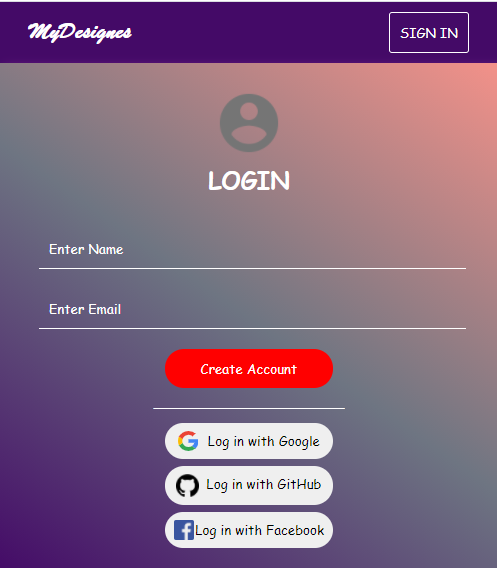 MyDesignes
SIGN IN
LOGIN
Enter Name
Enter Email
Create Account
Log in with Google
Log in with GitHub
Log in with Facebook